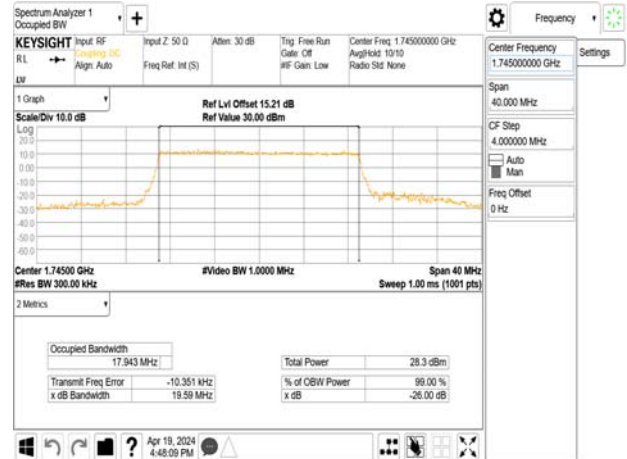 Spectrum Analyzer 1
Occupied BW
+
Frequency
KEYSIGHT
Input: RF
Coupling: DC
Align: Auto
Input Z: 50 Ω
Freq Ref: Int (S)
Atten: 30 dB
Trig: Free Run
Gate: Off
#IF Gain: Low
Center Freq: 1.745000000 GHz
Avg|Hold: 10/10
Radio Std: None
RL
Center Frequency
1.745000000 GHz
Settings
Span
40.000 MHz
CF Step
4.000000 MHz
Auto
Man
Freq Offset
0 Hz
1 Graph
Ref Lvl Offset 15.21 dB
Scale/Div 10.0 dB
Ref Value 30.00 dBm
Log
20.0
10.0
0.00
-10.0
-20.0
-30.0
-40.0
-50.0
-60.0
Center 1.74500 GHz
#Video BW 1.0000 MHz
Span 40 MHz
#Res BW 300.00 kHz
Sweep 1.00 ms (1001 pts)
2 Metrics
Occupied Bandwidth
17.943 MHz
Total Power 28.3 dBm
Transmit Freq Error -10.351 kHz
% of OBW Power 99.00 %
x dB Bandwidth 19.59 MHz
x dB -26.00 dB
?
Apr 19, 2024
4:48:09 PM